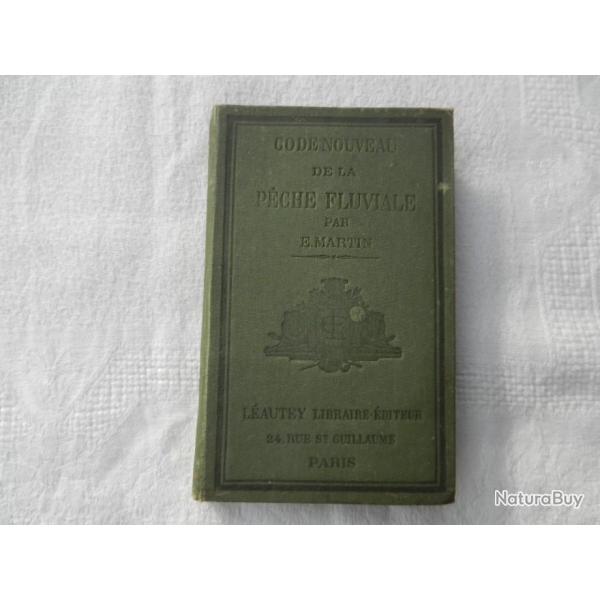 CODE NOUVEAU
DE LA
PÊCHE FLUVIALE
PAR
E. MARTIN
LÉAUTEY LIBRAIRE-ÉDITEUR
24, RUE ST GUILLAUME
PARIS
NaturaBuy